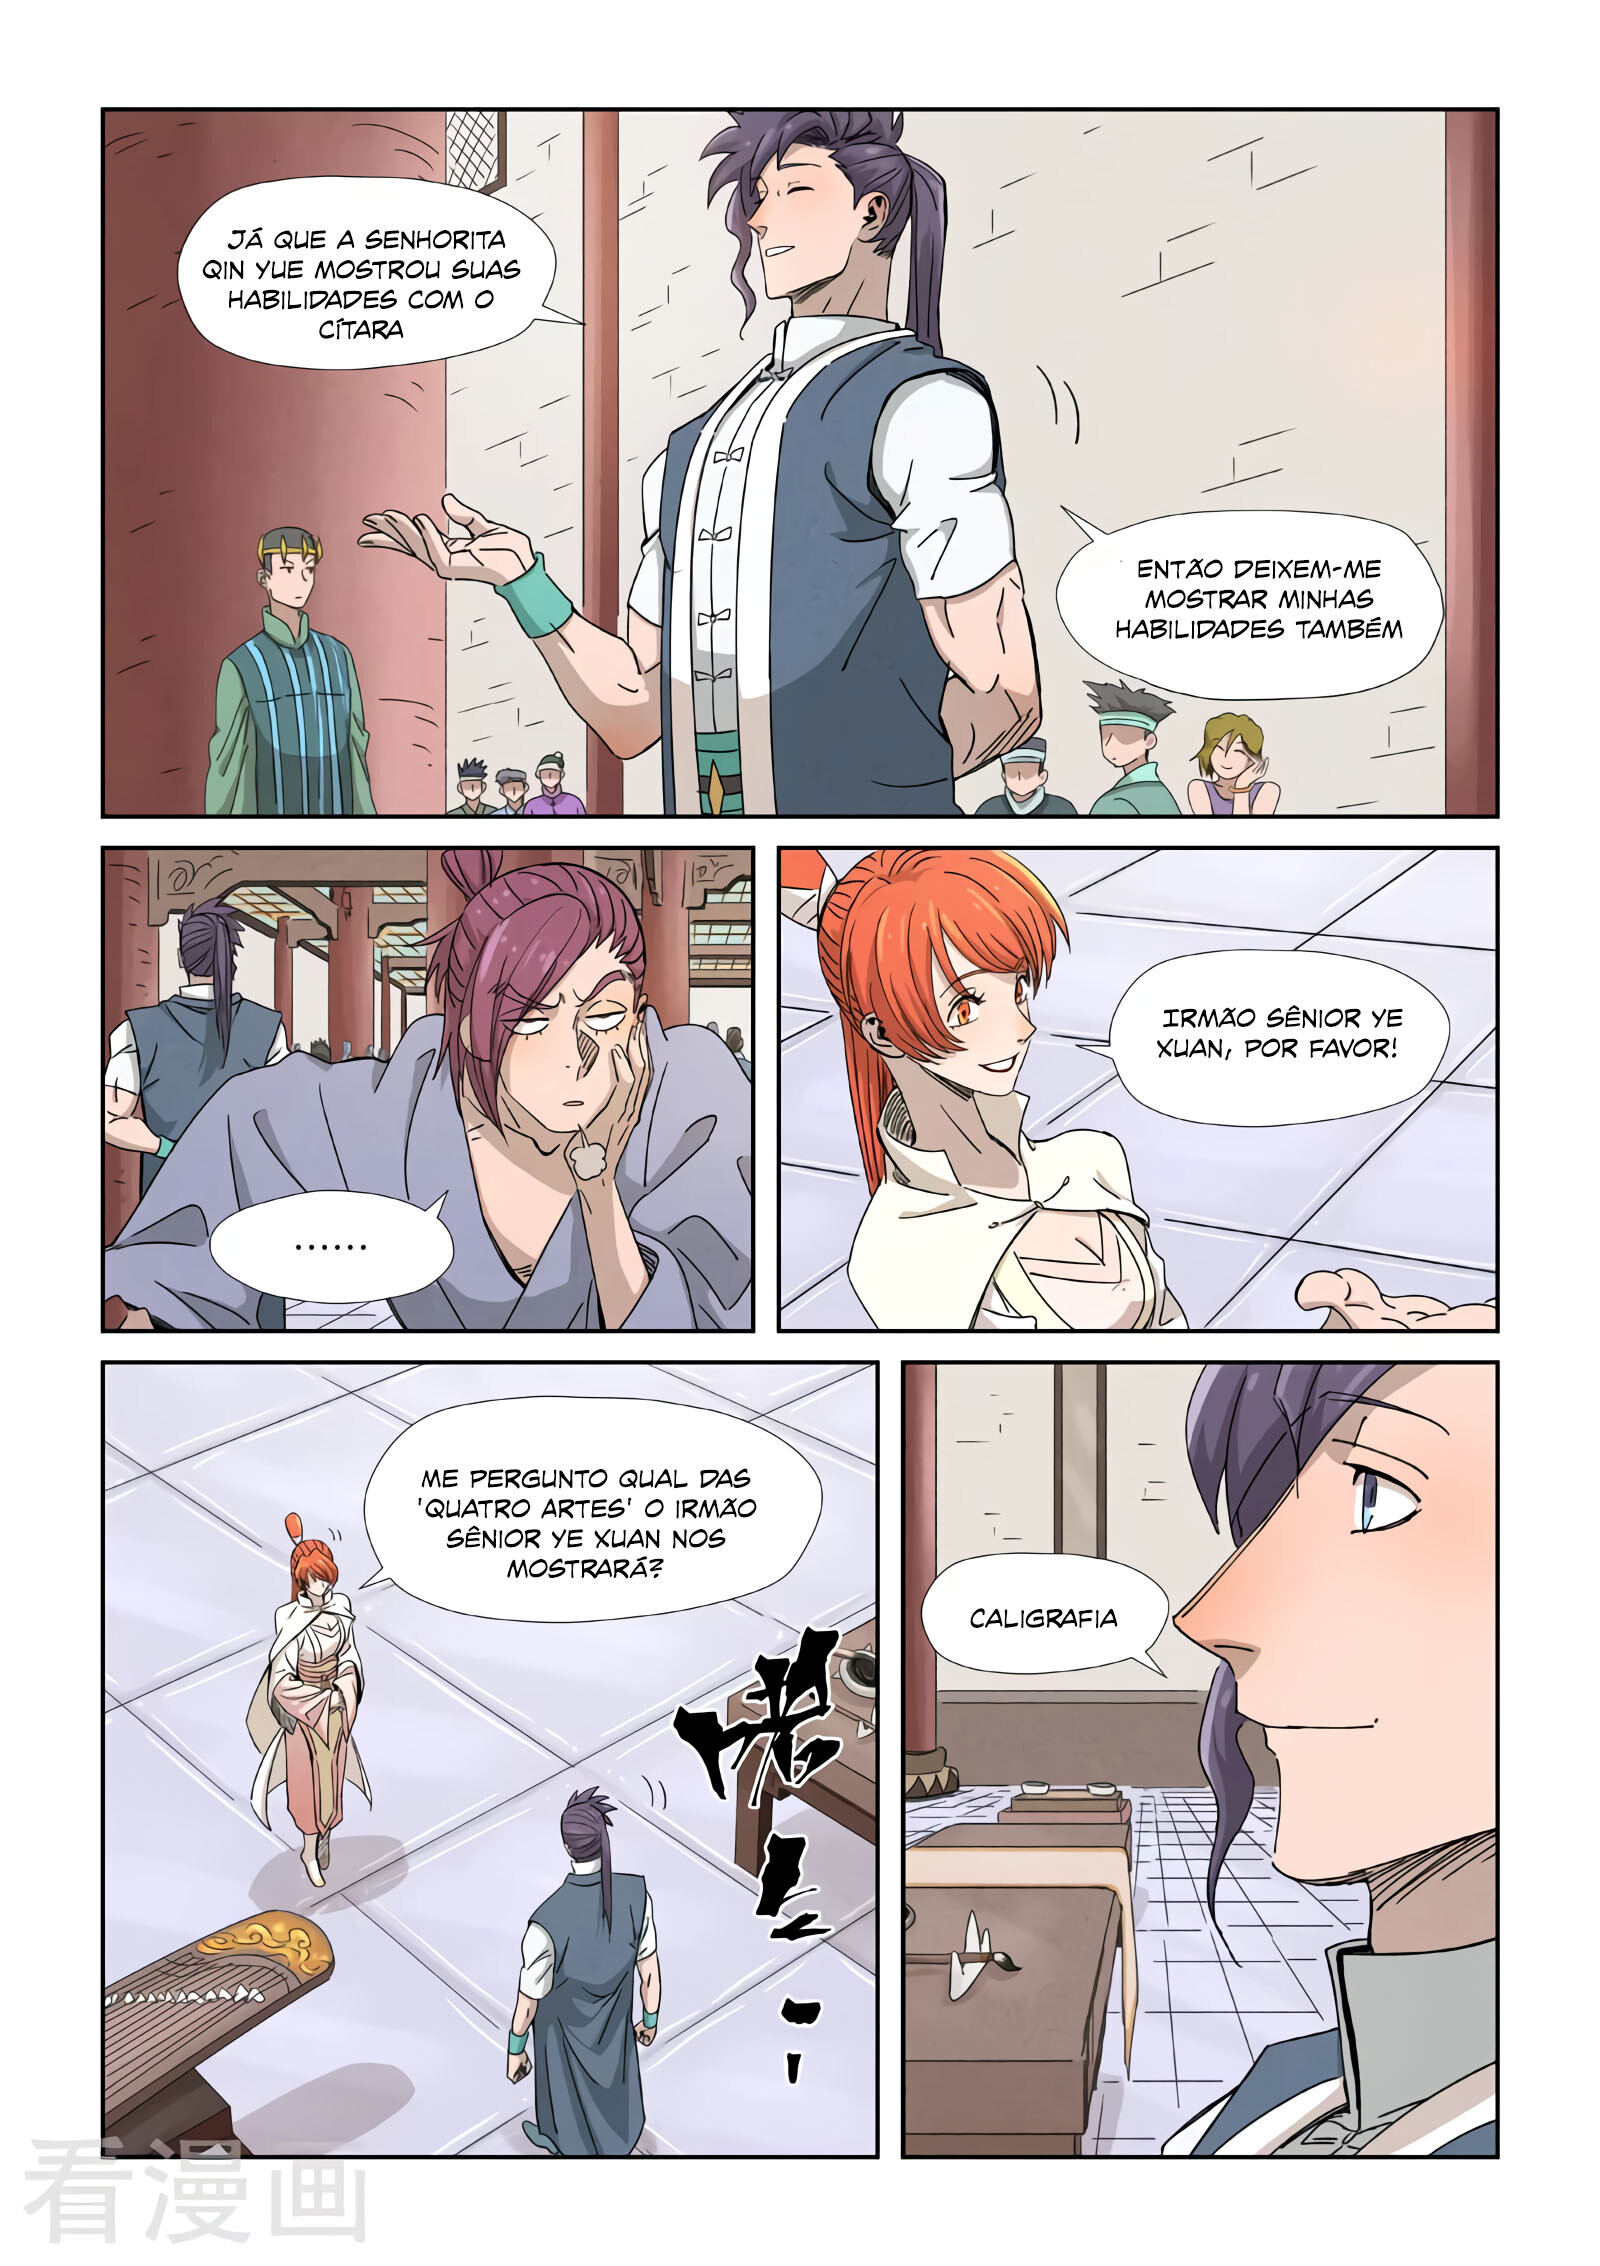 JÁ QUE A SENHORITA
QIN YUE MOSTROU SUAS
HABILIDADES COM O
CÍTARA
ENTÃO DEIXEM-ME
MOSTRAR MINHAS
HABILIDADES TAMBÉM
......
IRMÃO SÊNIOR YE
XUAN, POR FAVOR!
ME PERGUNTO QUAL DAS
'QUATRO ARTES' O IRMÃO
SÊNIOR YE XUAN NOS
MOSTRARÁ?
CALIGRAFIA
看漫画